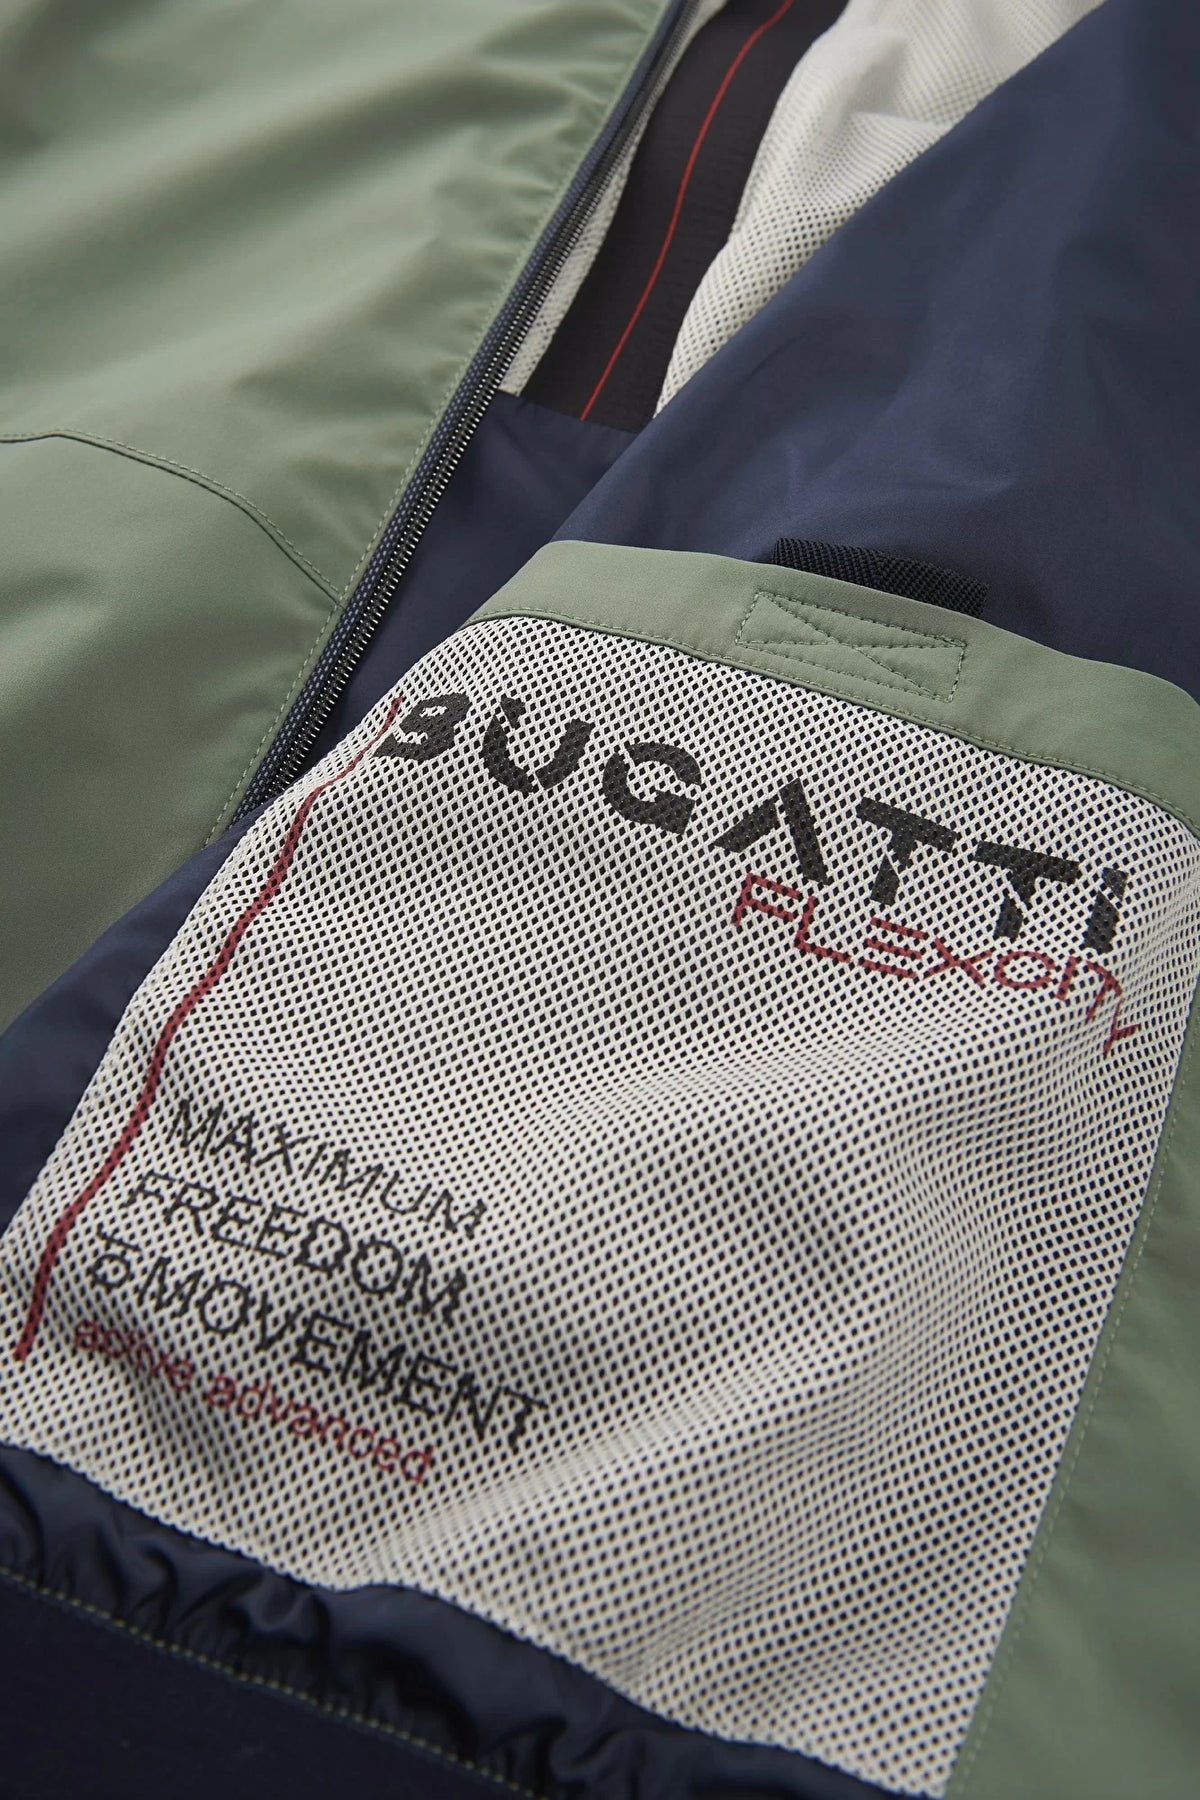 BUGATTI
FLEXCITY
MAXIMUM
FREEDOM
OF MOVEMENT
active advanced